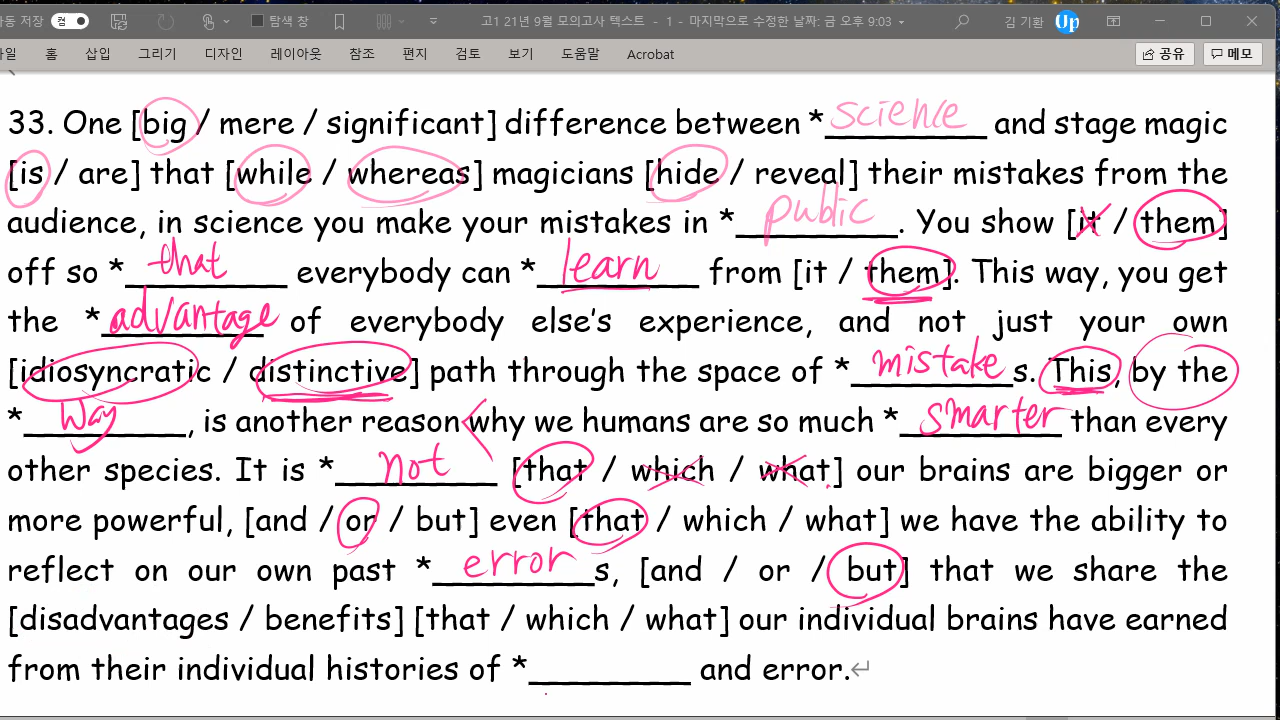 동 저장 컴 탐색 창 고1 21년 9월 모의고사 텍스트 - 1 - 마지막으로 수정한 날짜: 금 오후 9:03 김 기환 Up
일 홈 삽입 그리기 디자인 레이아웃 참조 편지 검토 보기 도움말 Acrobat 공유 메모
33. One [big / mere / significant] difference between *science and stage magic
[is / are] that [while / whereas] magicians [hide / reveal] their mistakes from the
audience, in science you make your mistakes in *public. You show [it / them]
off so *that everybody can *learn from [it / them]. This way, you get
the *advantage of everybody else's experience, and not just your own
[idiosyncratic / distinctive] path through the space of *mistakes. This, by the
*way, is another reason why we humans are so much *smarter than every
other species. It is *not [that / which / what] our brains are bigger or
more powerful, [and / or / but] even [that / which / what] we have the ability to
reflect on our own past *errors, [and / or / but] that we share the
[disadvantages / benefits] [that / which / what] our individual brains have earned
from their individual histories of *__________ and error.↵